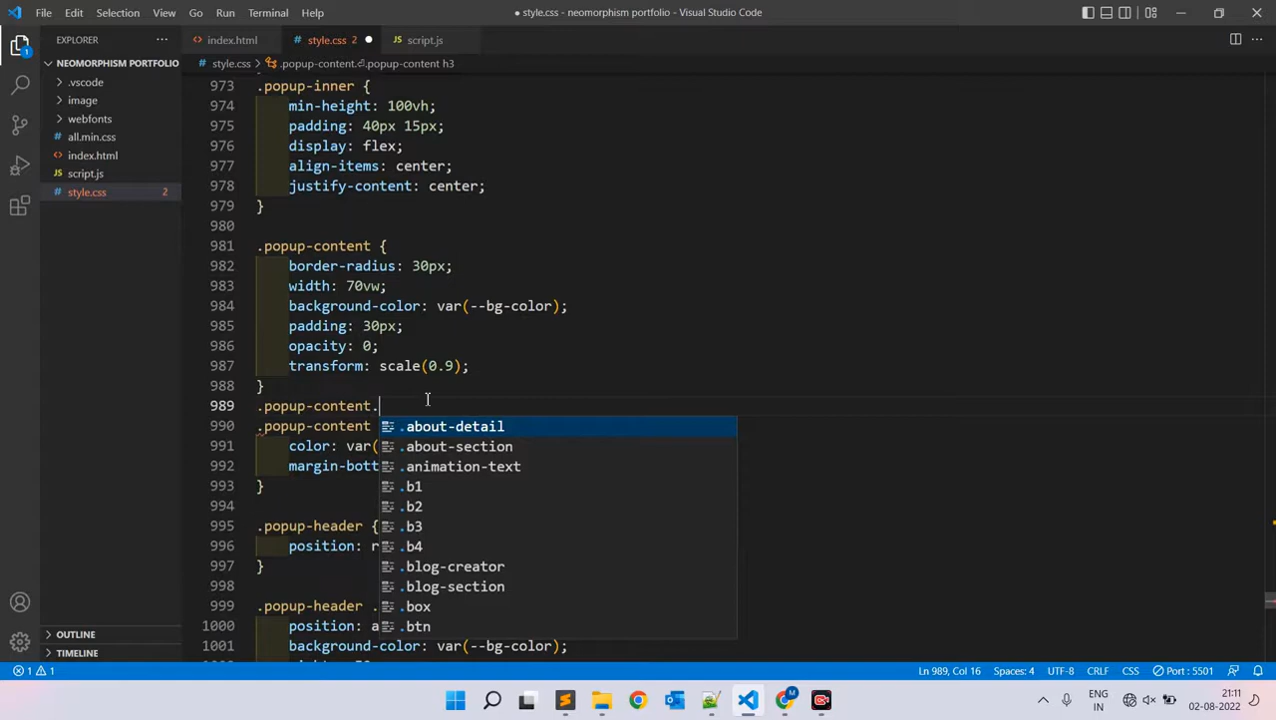 File Edit Selection View Go Run Terminal Help
● style.css - neomorphism portfolio - Visual Studio Code
EXPLORER ···
index.html
style.css 2 ●
script.js
NEOMORPHISM PORTFOLIO
style.css > .popup-content.⏎.popup-content h3
.vscode
image
webfonts
all.min.css
index.html
script.js
style.css 2
973 .popup-inner {
974 min-height: 100vh;
975 padding: 40px 15px;
976 display: flex;
977 align-items: center;
978 justify-content: center;
979 }
980
981 .popup-content {
982 border-radius: 30px;
983 width: 70vw;
984 background-color: var(--bg-color);
985 padding: 30px;
986 opacity: 0;
987 transform: scale(0.9);
988 }
989 .popup-content.
990 .popup-content
991 color: var(
992 margin-bott
993 }
994
995 .popup-header {
996 position: r
997 }
998
999 .popup-header .
1000 position: a
1001 background-color: var(--bg-color);
.about-detail
.about-section
.animation-text
.b1
.b2
.b3
.b4
.blog-creator
.blog-section
.box
.btn
OUTLINE
TIMELINE
1 1 Ln 989, Col 16 Spaces: 4 UTF-8 CRLF CSS Port : 5501
1
M
ENG
IN
21:11
02-08-2022